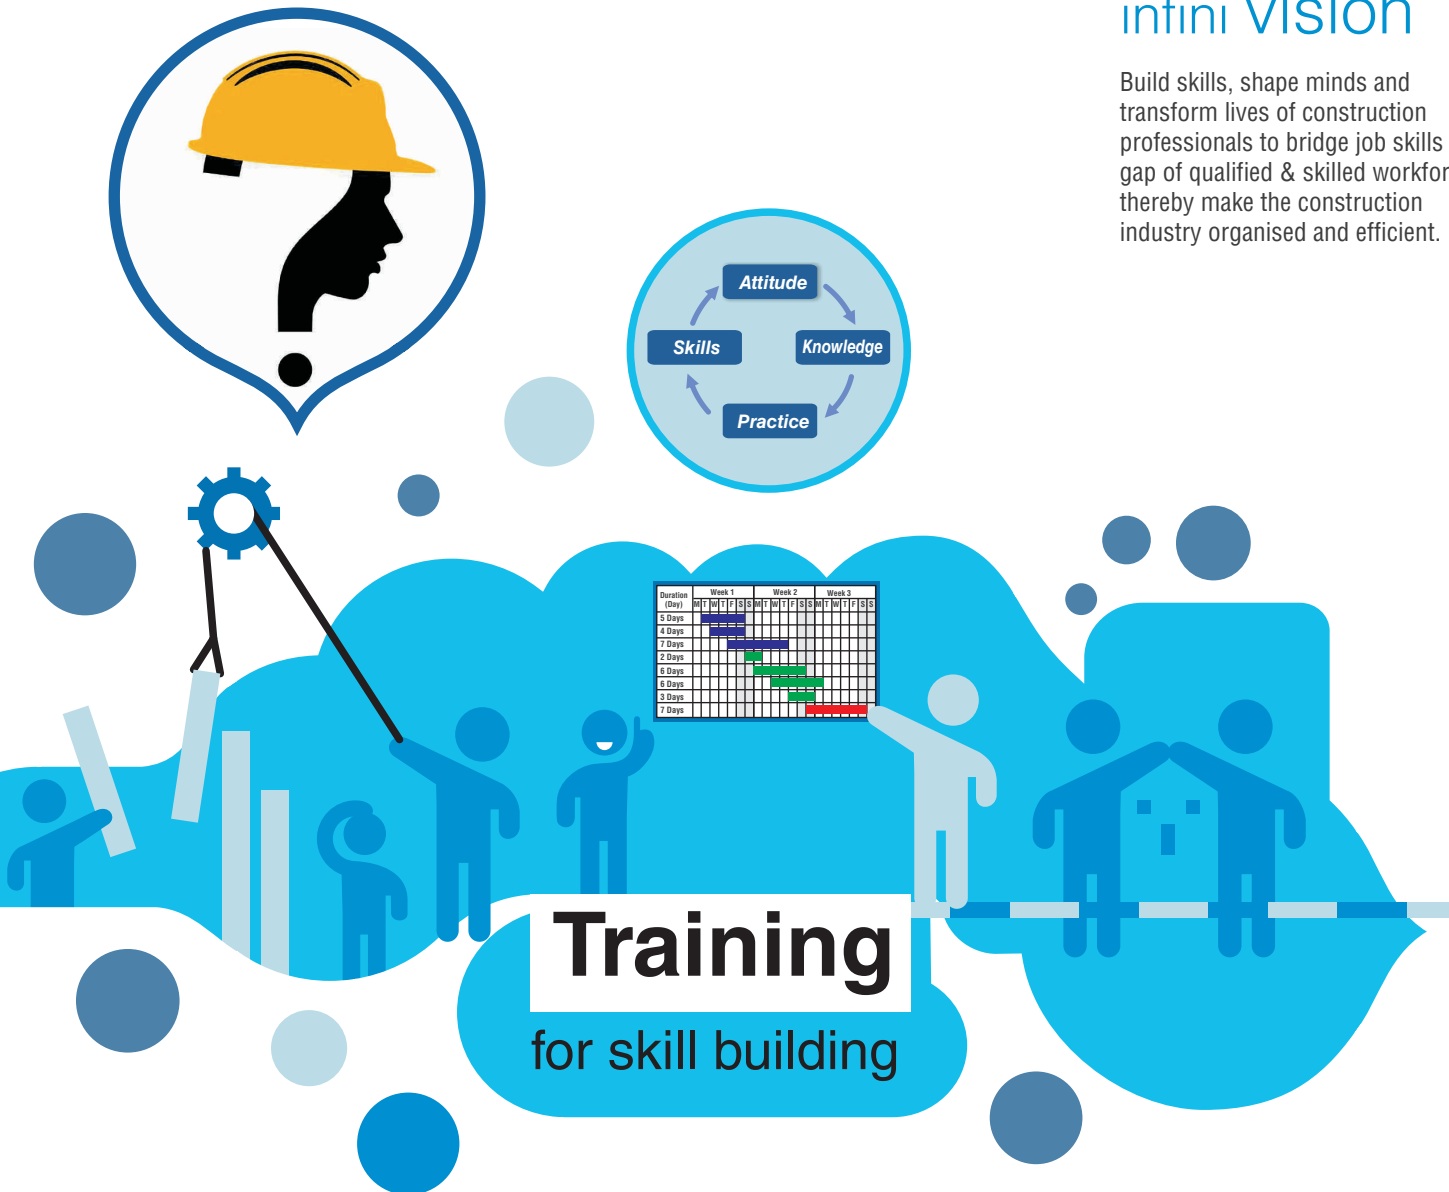 infini vision
Build skills, shape minds and
transform lives of construction
professionals to bridge job skills
gap of qualified & skilled workfor
thereby make the construction
industry organised and efficient.
Attitude
Skills
Knowledge
Practice
Duration
(Day)
Week 1
Week 2
Week 3
M T W T F S S M T W T F S S M T W T F S S
5 Days
4 Days
7 Days
2 Days
6 Days
6 Days
3 Days
7 Days
Training
for skill building